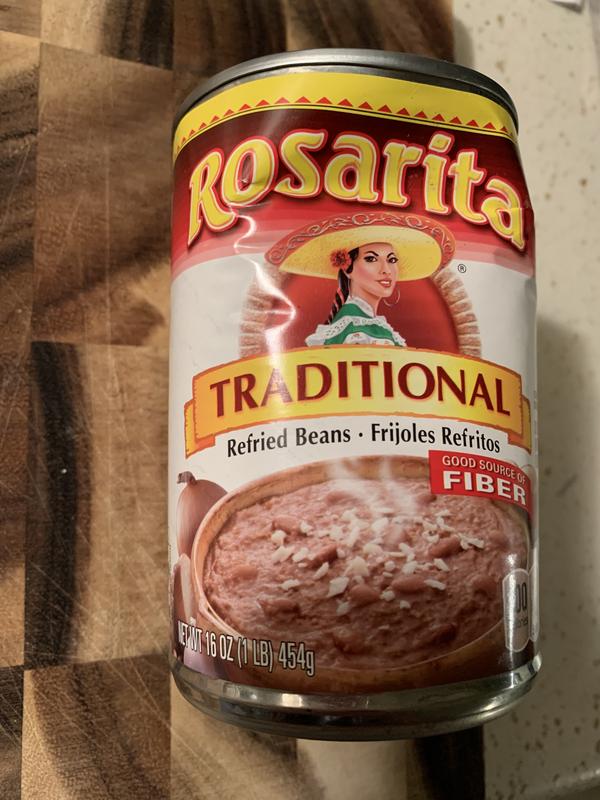 Rosarita
®
TRADITIONAL
Refried Beans • Frijoles Refritos
GOOD SOURCE OF
FIBER
NET WT 16 OZ (1 LB) 454g